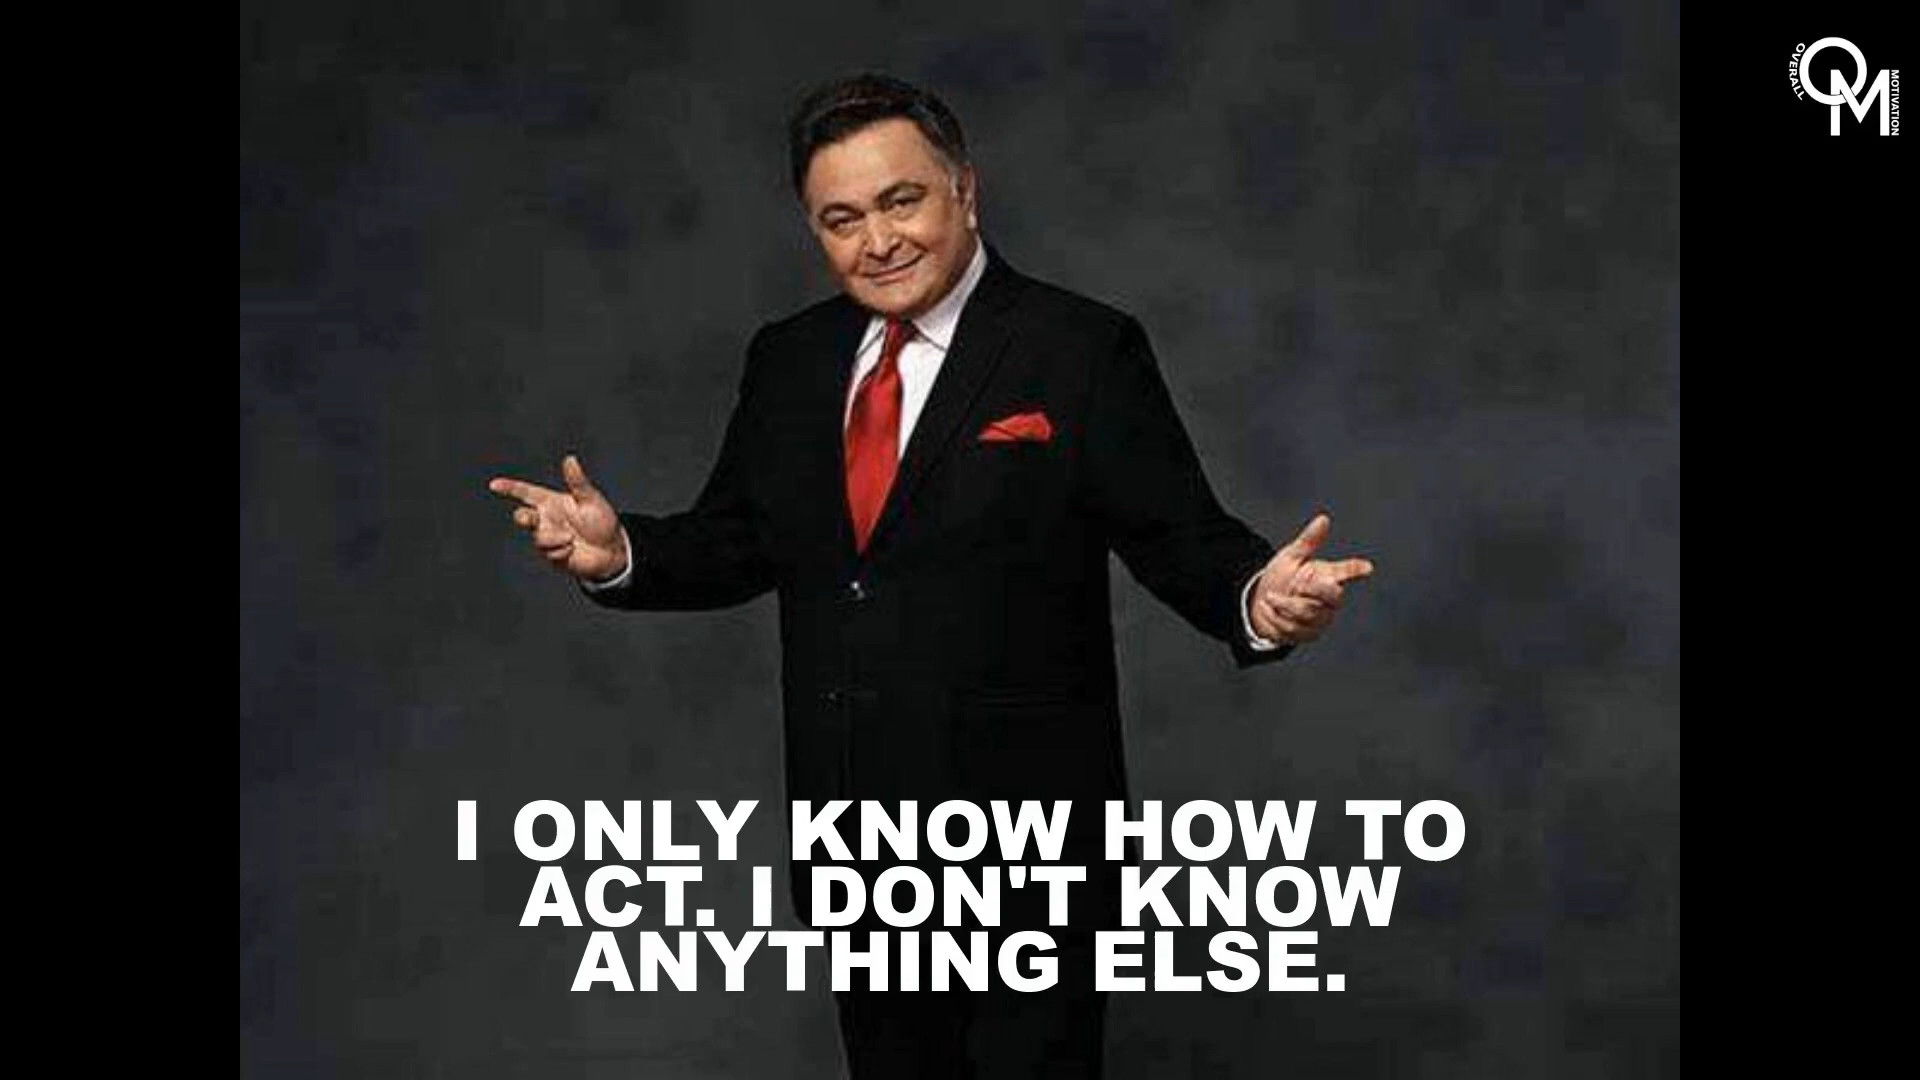 OVERALL
OM
MOTIVATION
I ONLY KNOW HOW TO
ACT. I DON'T KNOW
ANYTHING ELSE.